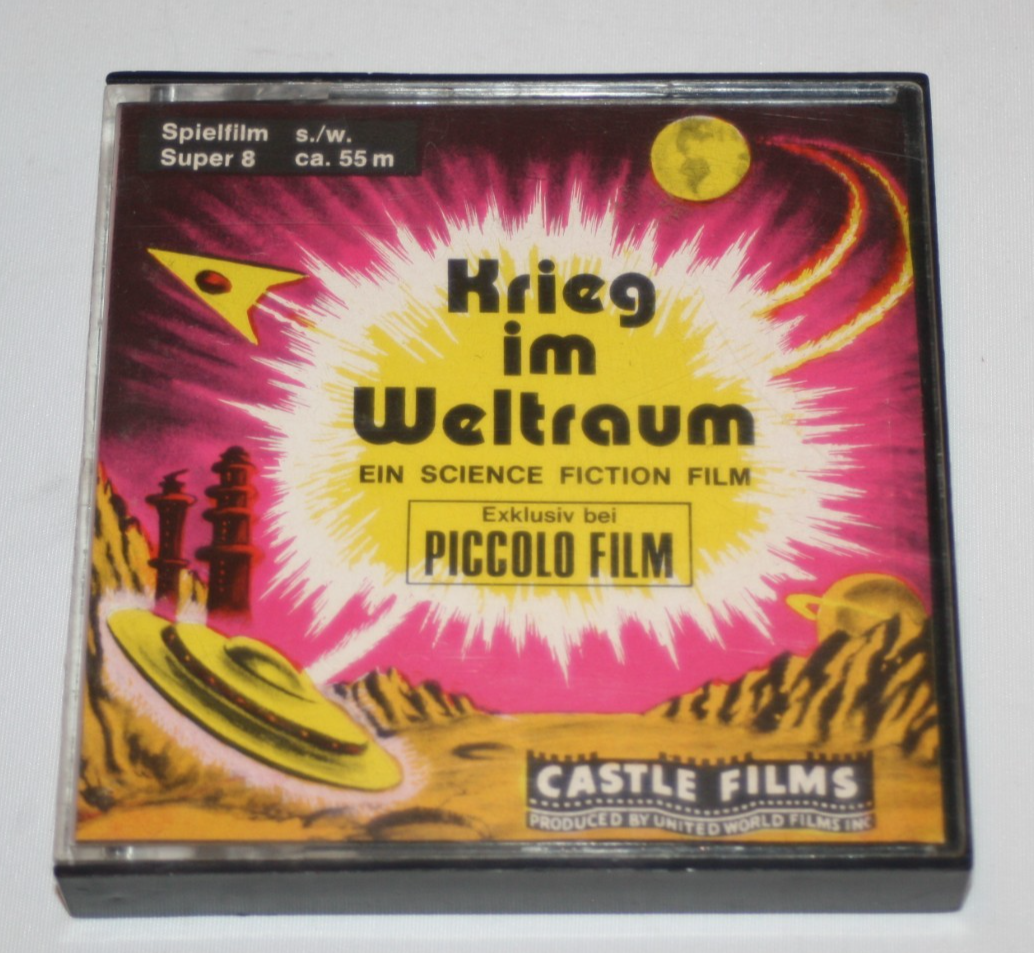 Spielfilm s./w.
Super 8 ca. 55 m
Krieg
im
Weltraum
EIN SCIENCE FICTION FILM
Exklusiv bei
PICCOLO FILM
CASTLE FILMS
PRODUCED BY UNITED WORLD FILMS INC